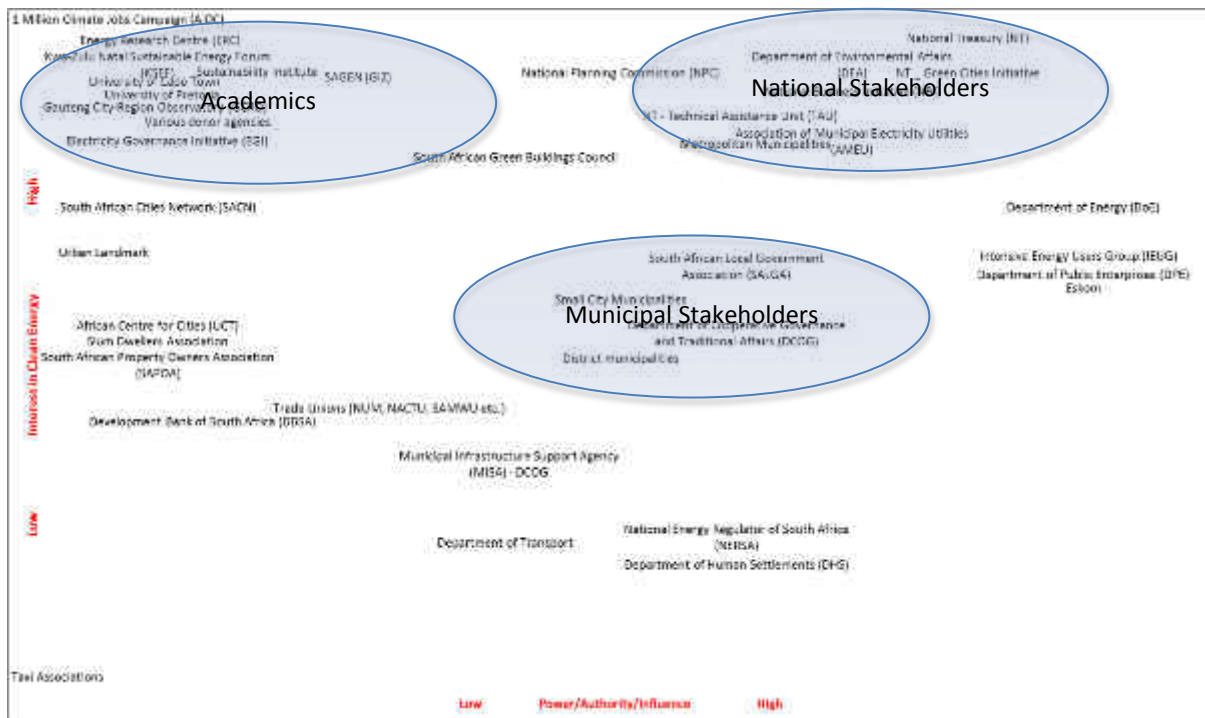 1 Million Climate Jobs Campaign (AIDC)
Energy Research Centre (ERC)
Kwa-Zulu Natal Sustainable Energy Forum
(KSEF)
Sustainability Institute
SAGEN (GIZ)
University of Cape Town
University of Pretoria
Academics
Gauteng City-Region Observatory
Various donor agencies
Electricity Governance Initiative (EGI)
National Treasury (NT)
Department of Environmental Affairs
(DEA)
NT - Green Cities Initiative
National Planning Commission (NPC)
National Stakeholders
NT - Technical Assistance Unit (TAU)
Association of Municipal Electricity Utilities
(AMEU)
Metropolitan Municipalities
South African Green Buildings Council
High
South African Cities Network (SACN)
Department of Energy (DoE)
Urban Landmark
South African Local Government
Association (SALGA)
Intensive Energy Users Group (IEUG)
Department of Public Enterprises (DPE)
Eskom
Small City Municipalities
Municipal Stakeholders
Department of Cooperative Governance
and Traditional Affairs (DCOG)
District municipalities
Interest in Clean Energy
African Centre for Cities (UCT)
Slum Dwellers Association
South African Property Owners Association
(SAPOA)
Trade Unions (NUM, NACTU, SAMWU etc.)
Development Bank of South Africa (DBSA)
Municipal Infrastructure Support Agency
(MISA) - DCOG
Low
Department of Transport
National Energy Regulator of South Africa
(NERSA)
Department of Human Settlements (DHS)
Taxi Associations
Low
Power/Authority/Influence
High